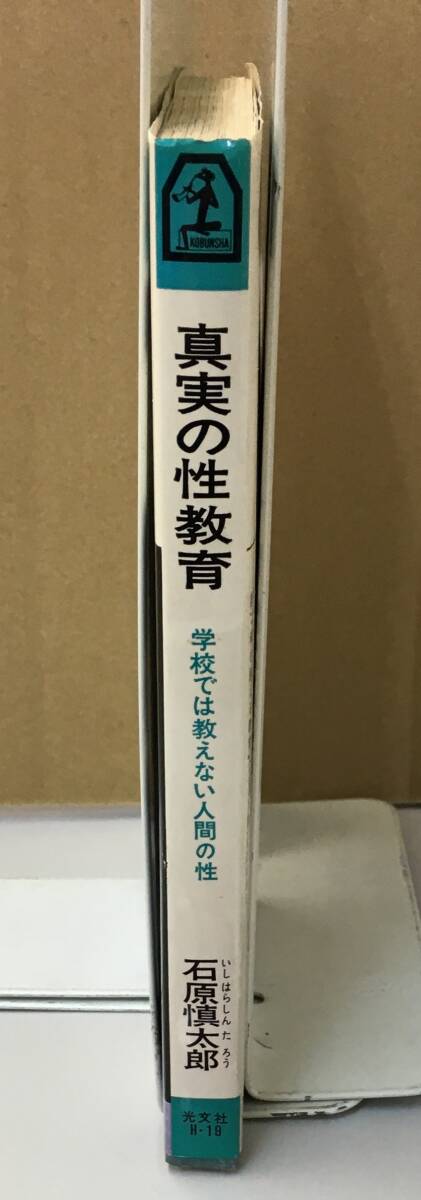 KOBUNSHA
真実の性教育
学校では教えない人間の性
石原慎太郎
いしはらしんたろう
光文社
H-19